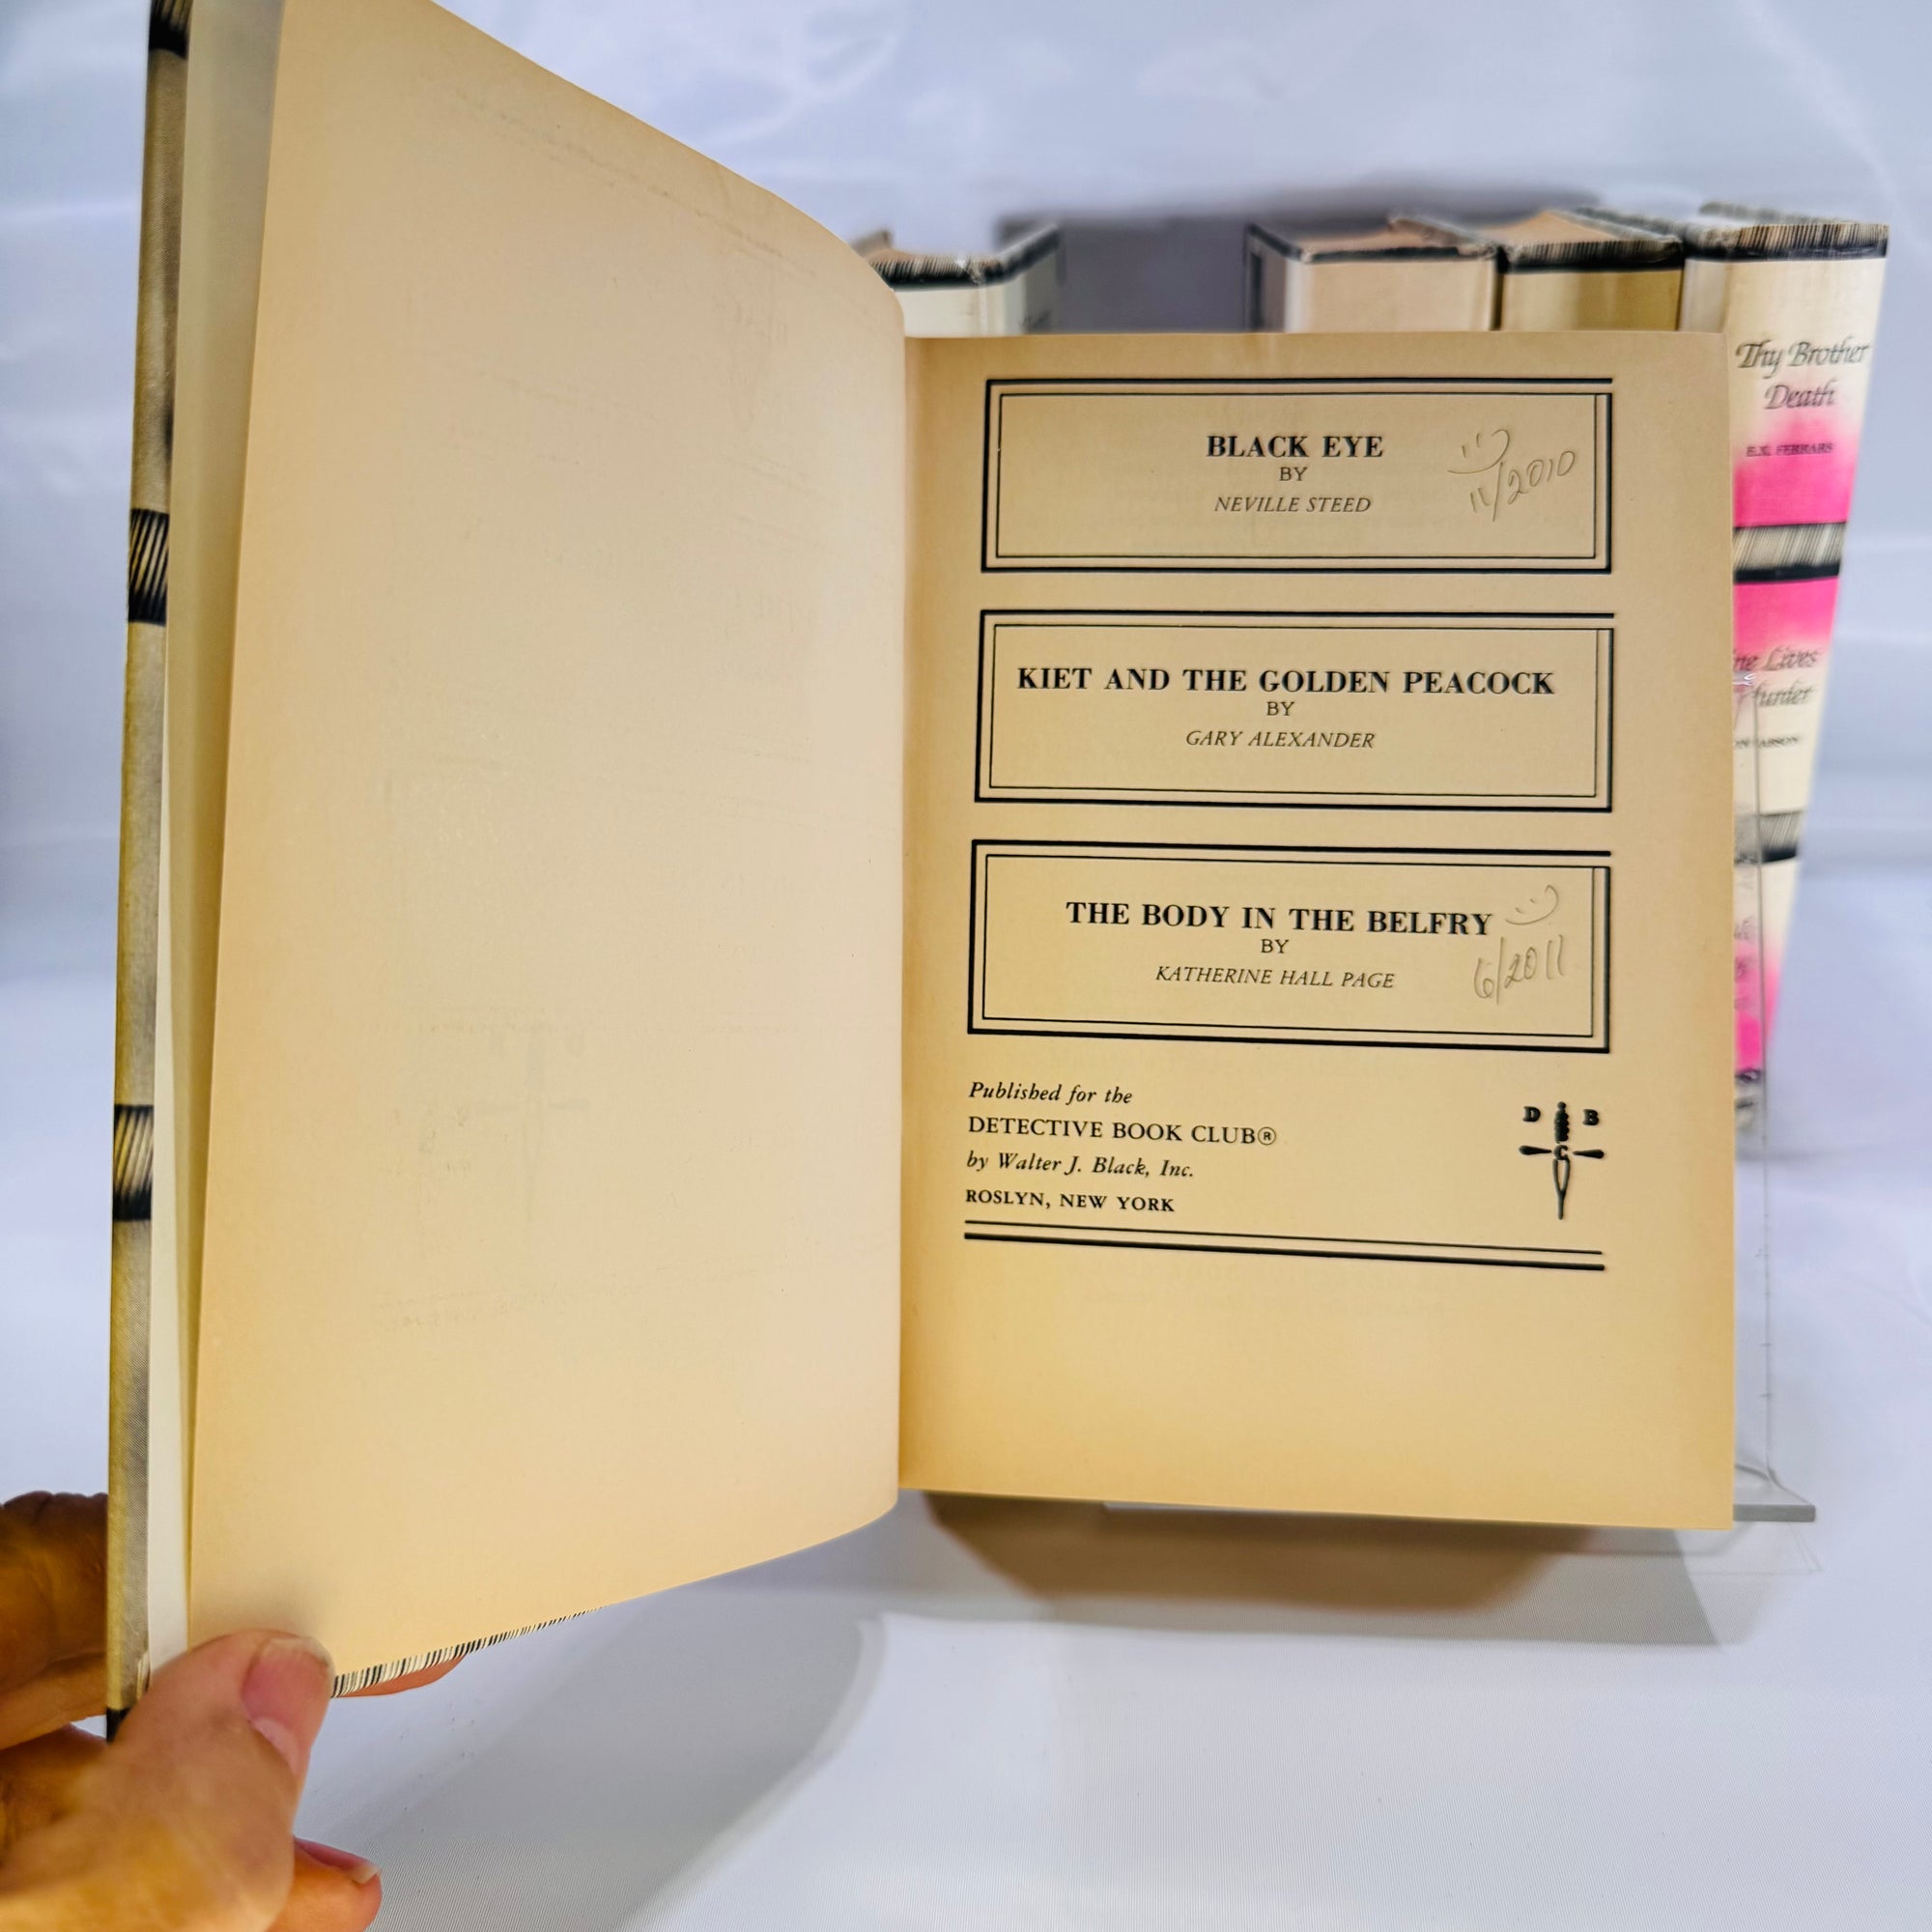 BLACK EYE
BY
NEVILLE STEED
11/2010
KIET AND THE GOLDEN PEACOCK
BY
GARY ALEXANDER
THE BODY IN THE BELFRY
BY
KATHERINE HALL PAGE
6/2011
Published for the
DETECTIVE BOOK CLUB®
by Walter J. Black, Inc.
ROSLYN, NEW YORK
D B
C
Thy Brother
Death
E.X. FERRARS
Lives